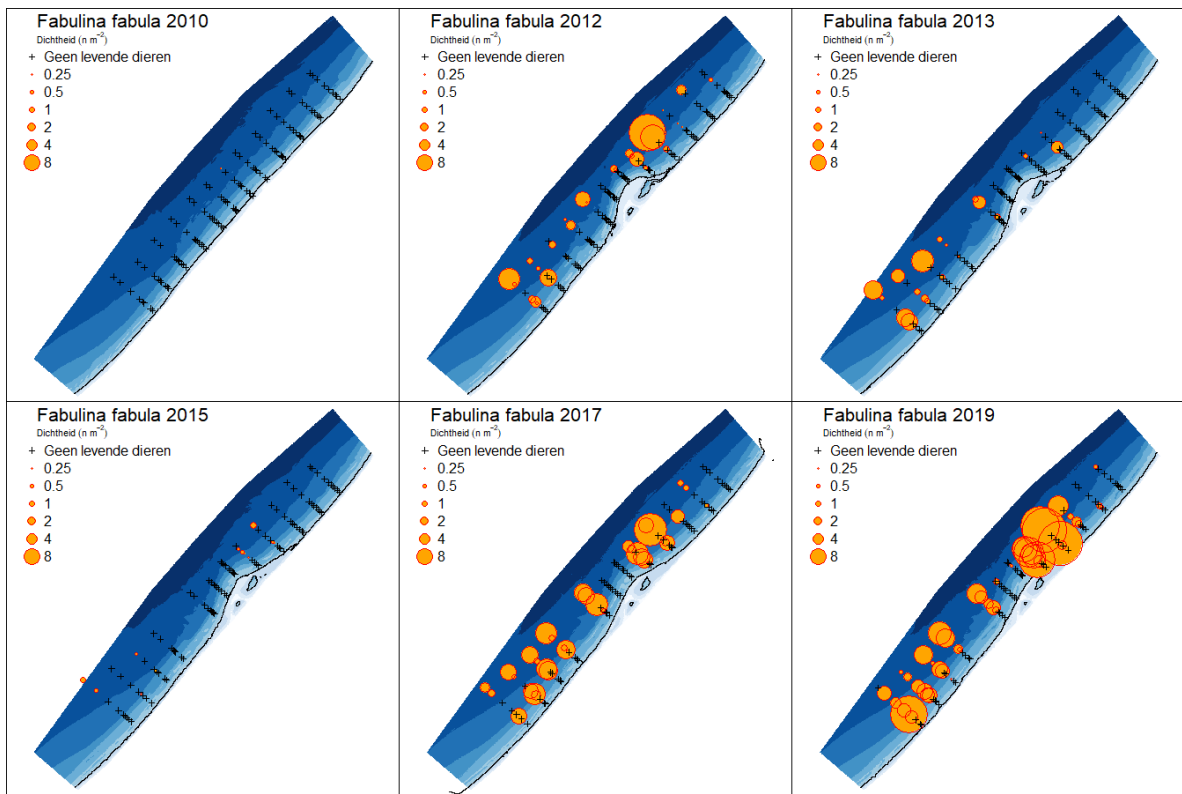 Fabulina fabula 2010
Dichtheid (n m⁻²)
Geen levende dieren
0.25
0.5
1
2
4
8
Fabulina fabula 2012
Dichtheid (n m⁻²)
Geen levende dieren
0.25
0.5
1
2
4
8
Fabulina fabula 2013
Dichtheid (n m⁻²)
Geen levende dieren
0.25
0.5
1
2
4
8
Fabulina fabula 2015
Dichtheid (n m⁻²)
Geen levende dieren
0.25
0.5
1
2
4
8
Fabulina fabula 2017
Dichtheid (n m⁻²)
Geen levende dieren
0.25
0.5
1
2
4
8
Fabulina fabula 2019
Dichtheid (n m⁻²)
Geen levende dieren
0.25
0.5
1
2
4
8